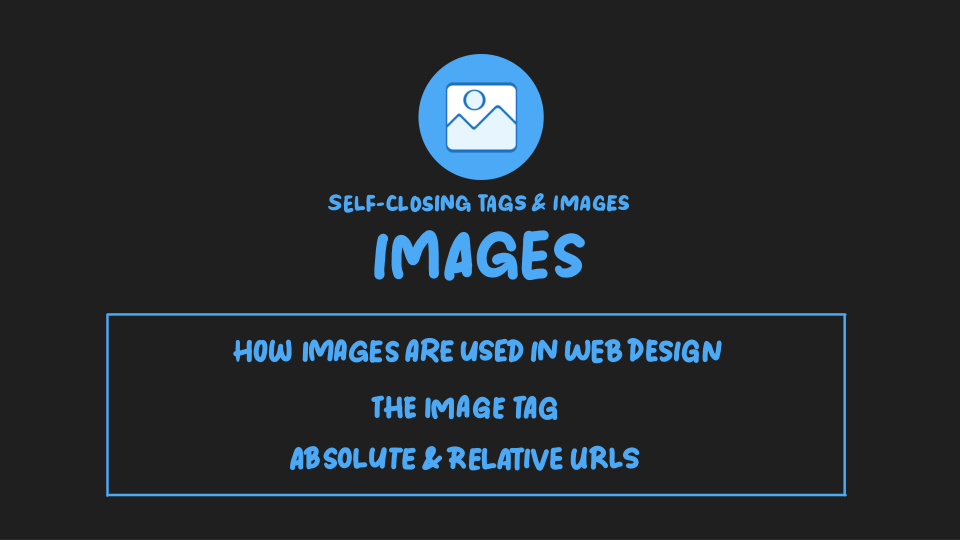 SELF-CLOSING TAGS & IMAGES
IMAGES
HOW IMAGES ARE USED IN WEB DESIGN
THE IMAGE TAG
ABSOLUTE & RELATIVE URLS